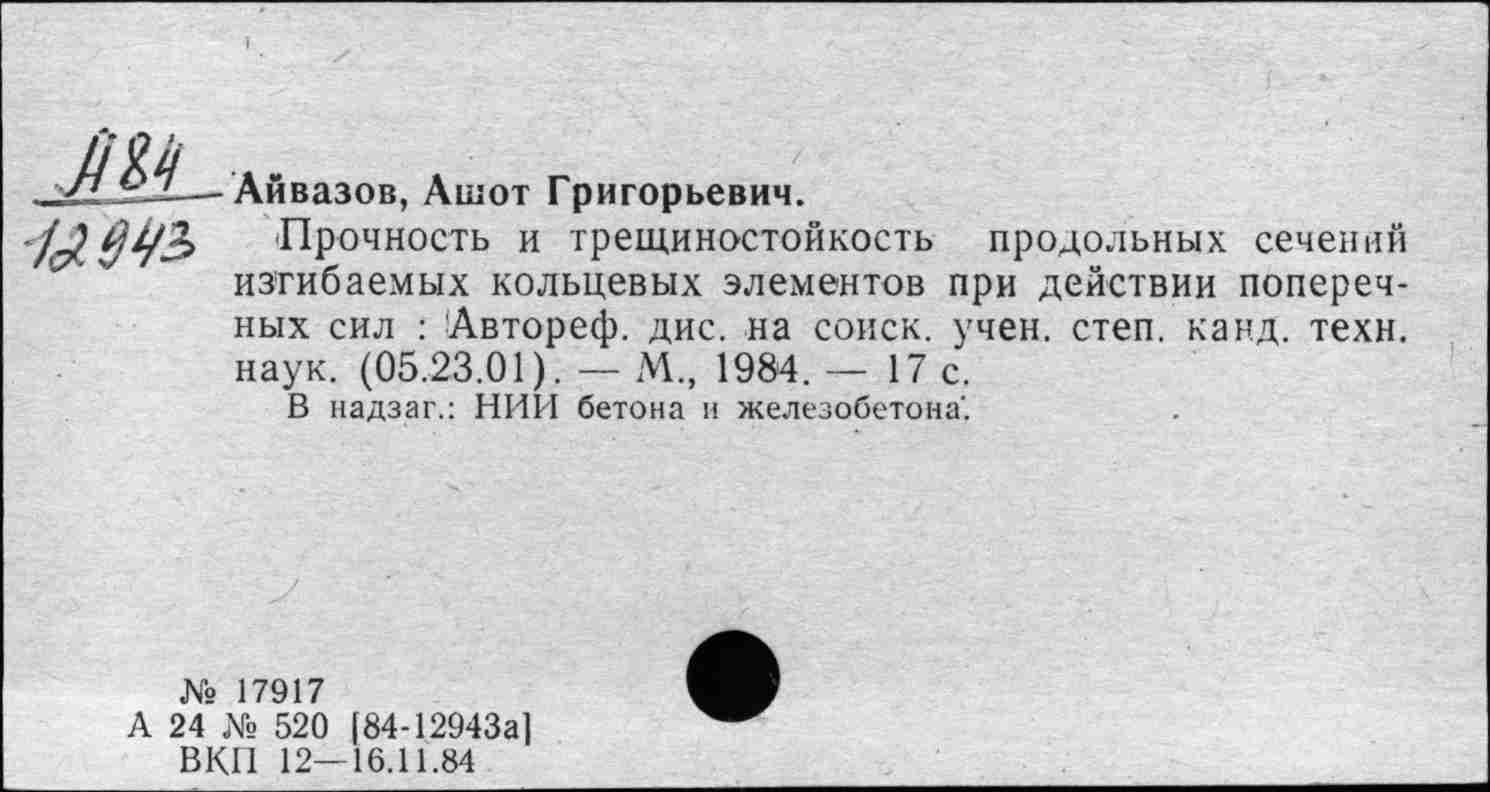 А84
12943
Айвазов, Ашот Григорьевич.
Прочность и трещиностойкость продольных сечений
изгибаемых кольцевых элементов при действии попереч-
ных сил : Автореф. дис. на соиск. учен. степ. канд. техн.
наук. (05.23.01). — М., 1984. — 17 с.
В надзаг.: НИИ бетона и железобетона.
№ 17917
А 24 № 520 [84-12943а]
ВКП 12—16.11.84